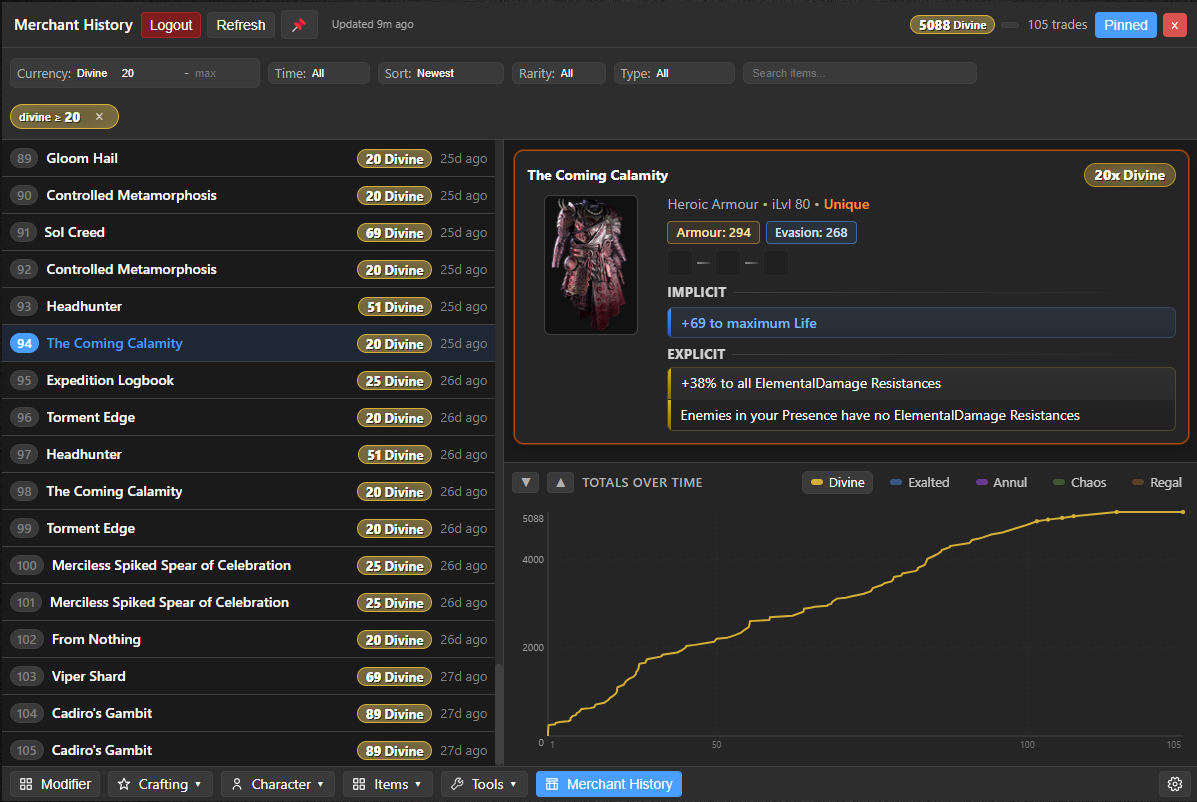 Merchant History Logout Refresh Updated 9m ago 5088 Divine 105 trades Pinned x
Currency: Divine 20 - max Time: All Sort: Newest Rarity: All Type: All Search items...
divine ≥ 20 ×
89 Gloom Hail 20 Divine 25d ago
90 Controlled Metamorphosis 20 Divine 25d ago
91 Sol Creed 69 Divine 25d ago
92 Controlled Metamorphosis 20 Divine 25d ago
93 Headhunter 51 Divine 25d ago
94 The Coming Calamity 20 Divine 25d ago
95 Expedition Logbook 25 Divine 26d ago
96 Torment Edge 20 Divine 26d ago
97 Headhunter 51 Divine 26d ago
98 The Coming Calamity 20 Divine 26d ago
99 Torment Edge 20 Divine 26d ago
100 Merciless Spiked Spear of Celebration 25 Divine 26d ago
101 Merciless Spiked Spear of Celebration 25 Divine 26d ago
102 From Nothing 20 Divine 26d ago
103 Viper Shard 69 Divine 27d ago
104 Cadiro's Gambit 89 Divine 27d ago
105 Cadiro's Gambit 89 Divine 27d ago
The Coming Calamity 20x Divine
Heroic Armour • iLvl 80 • Unique
Armour: 294 Evasion: 268
IMPLICIT
+69 to maximum Life
EXPLICIT
+38% to all ElementalDamage Resistances
Enemies in your Presence have no ElementalDamage Resistances
▼ ▲ TOTALS OVER TIME Divine Exalted Annul Chaos Regal
5088
4000
2000
0
1 50 100 105
Modifier Crafting ▾ Character ▾ Items ▾ Tools ▾ Merchant History